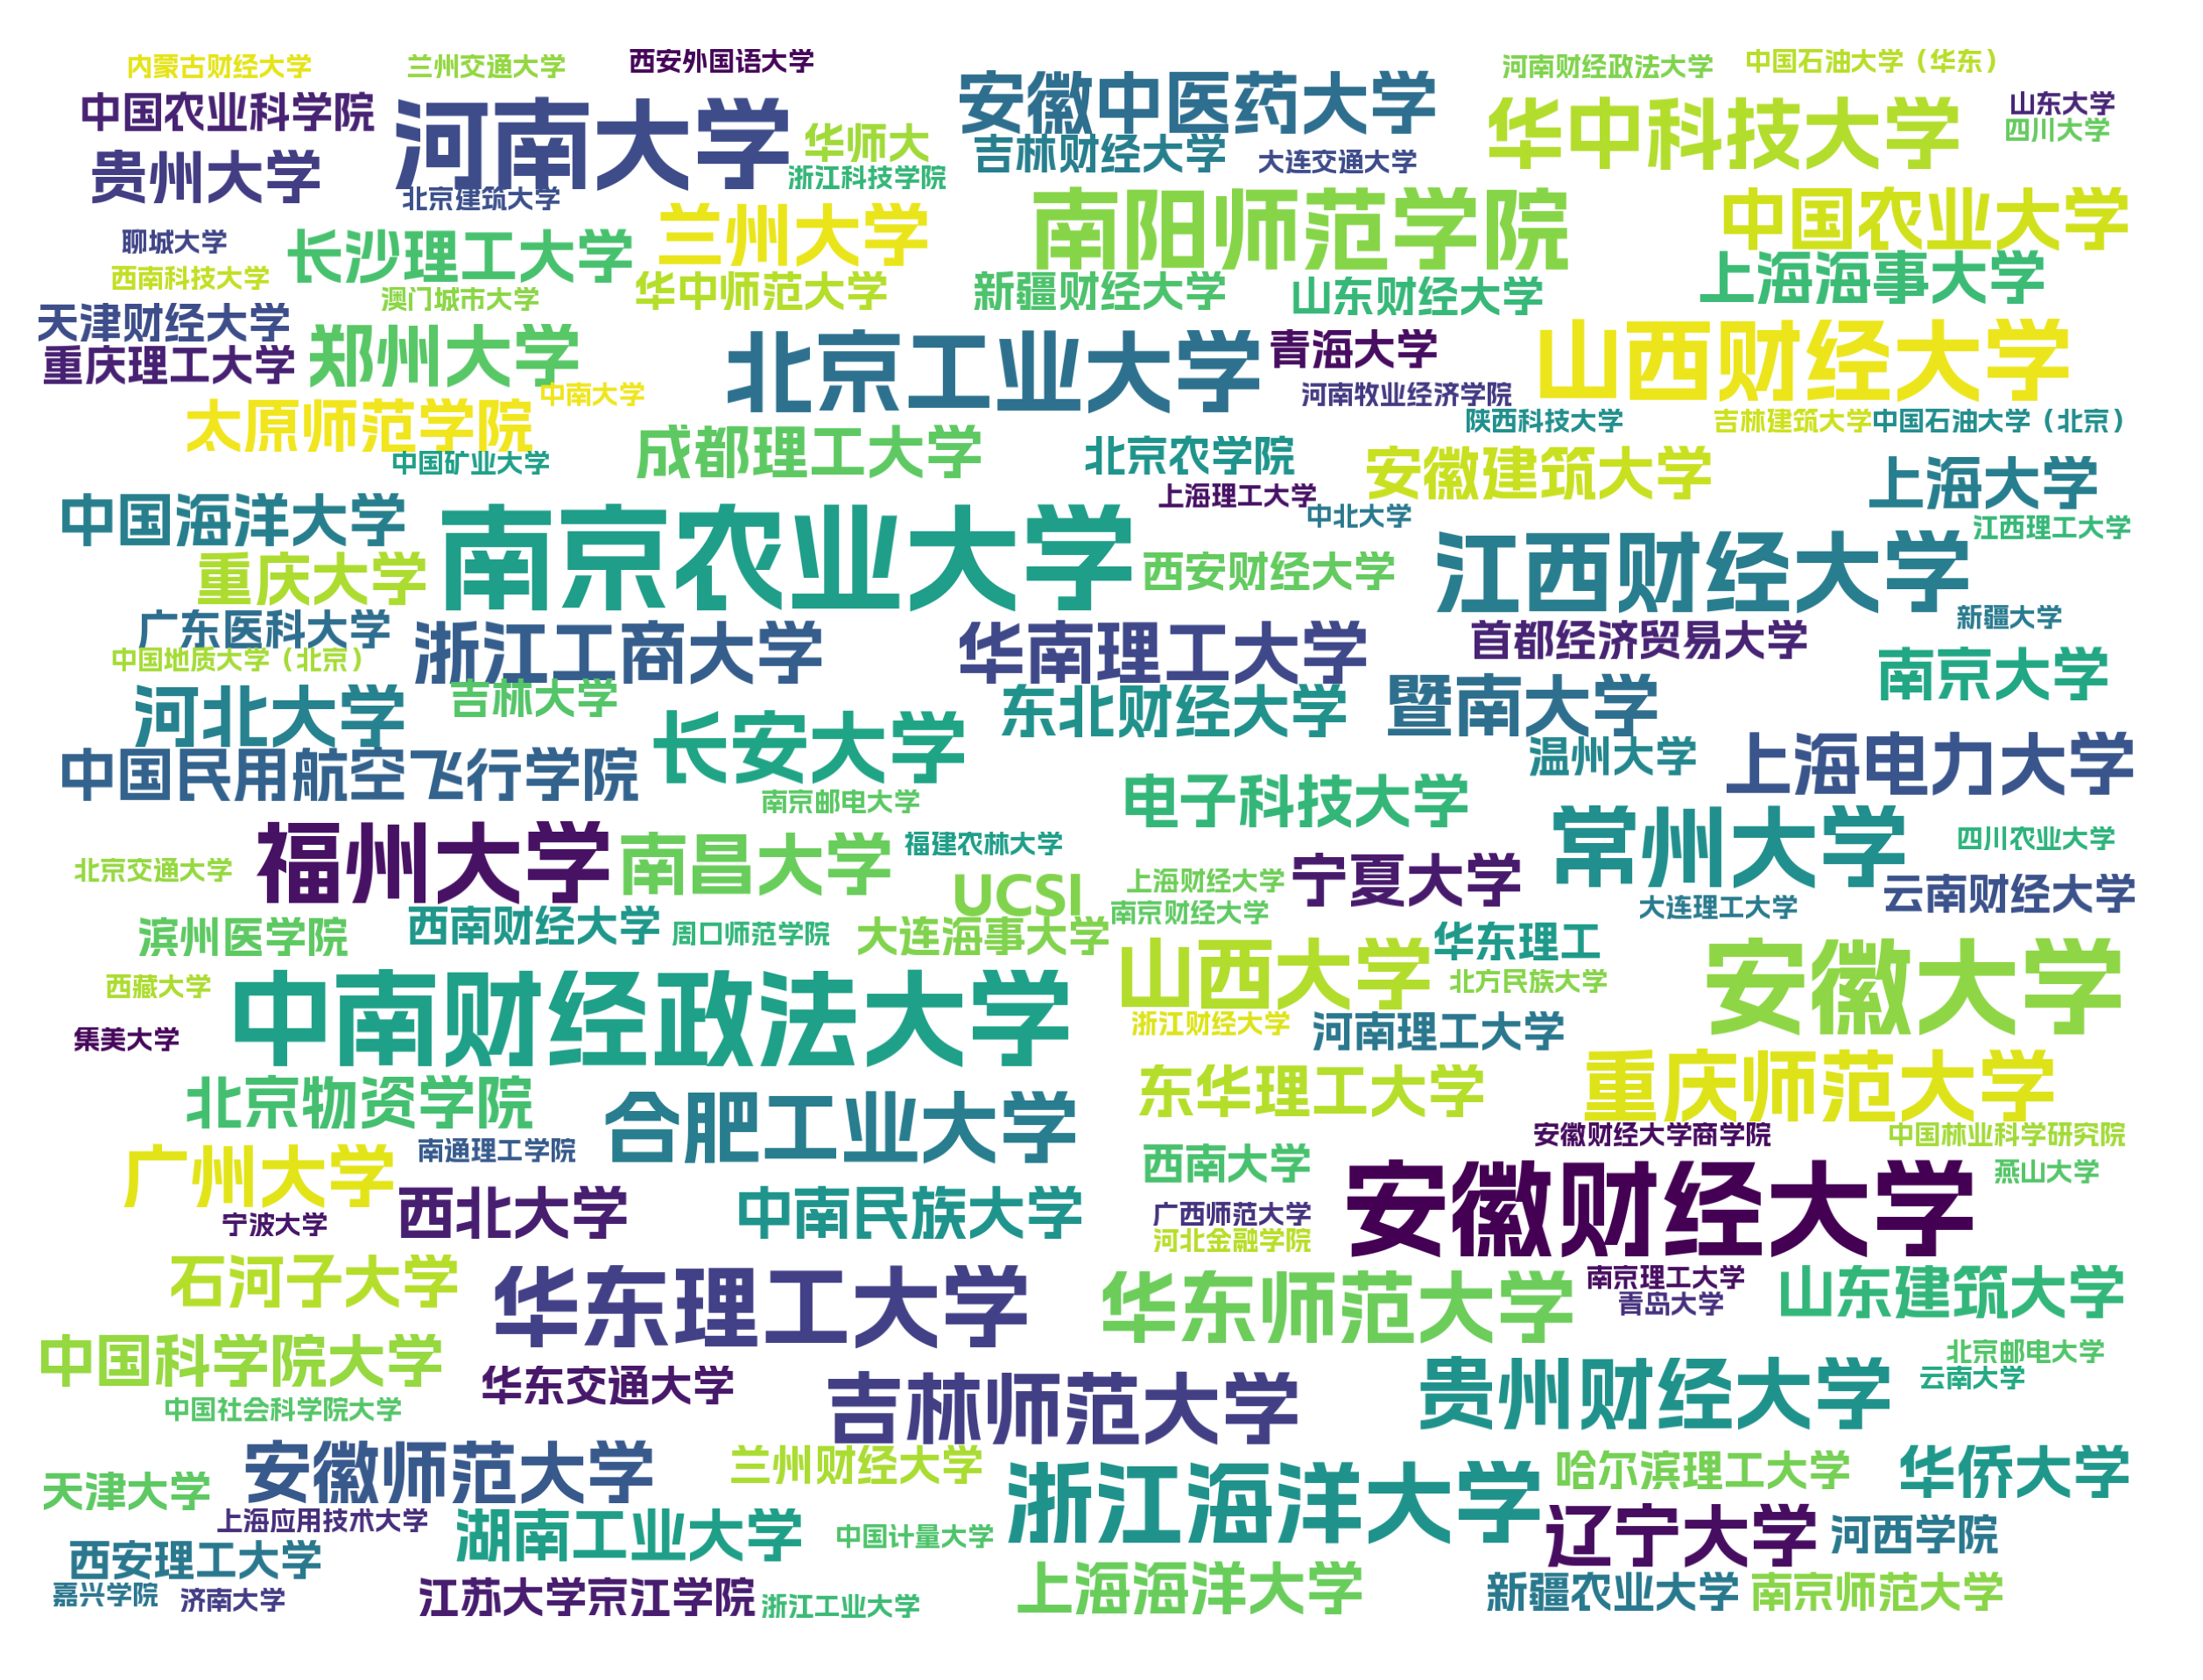 内蒙古财经大学
兰州交通大学
西安外国语大学
河南财经政法大学
中国石油大学（华东）
中国农业科学院
河南大学
华师大
安徽中医药大学
华中科技大学
山东大学
四川大学
贵州大学
浙江科技学院
吉林财经大学
大连交通大学
北京建筑大学
南阳师范学院
中国农业大学
聊城大学
长沙理工大学
兰州大学
上海海事大学
西南科技大学
澳门城市大学
华中师范大学
新疆财经大学
山东财经大学
天津财经大学
郑州大学
北京工业大学
青海大学
山西财经大学
重庆理工大学
中南大学
河南牧业经济学院
太原师范学院
陕西科技大学
吉林建筑大学
中国石油大学（北京）
中国矿业大学
成都理工大学
北京农学院
安徽建筑大学
上海大学
上海理工大学
中北大学
江西理工大学
中国海洋大学
南京农业大学
西安财经大学
江西财经大学
重庆大学
新疆大学
广东医科大学
浙江工商大学
华南理工大学
首都经济贸易大学
南京大学
中国地质大学（北京）
河北大学
吉林大学
长安大学
东北财经大学
暨南大学
温州大学
上海电力大学
中国民用航空飞行学院
南京邮电大学
电子科技大学
福州大学
南昌大学
福建农林大学
常州大学
四川农业大学
北京交通大学
UCSI
上海财经大学
宁夏大学
云南财经大学
南京财经大学
大连理工大学
滨州医学院
西南财经大学
周口师范学院
大连海事大学
华东理工
山西大学
安徽大学
西藏大学
北方民族大学
中南财经政法大学
集美大学
浙江财经大学
河南理工大学
北京物资学院
合肥工业大学
东华理工大学
重庆师范大学
南通理工学院
安徽财经大学商学院
中国林业科学研究院
广州大学
西南大学
燕山大学
宁波大学
西北大学
中南民族大学
广西师范大学
河北金融学院
安徽财经大学
石河子大学
华东理工大学
华东师范大学
南京理工大学
青岛大学
山东建筑大学
中国科学院大学
华东交通大学
北京邮电大学
云南大学
中国社会科学院大学
吉林师范大学
贵州财经大学
安徽师范大学
兰州财经大学
哈尔滨理工大学
华侨大学
天津大学
浙江海洋大学
上海应用技术大学
湖南工业大学
中国计量大学
辽宁大学
河西学院
西安理工大学
嘉兴学院
济南大学
江苏大学京江学院
浙江工业大学
上海海洋大学
新疆农业大学
南京师范大学